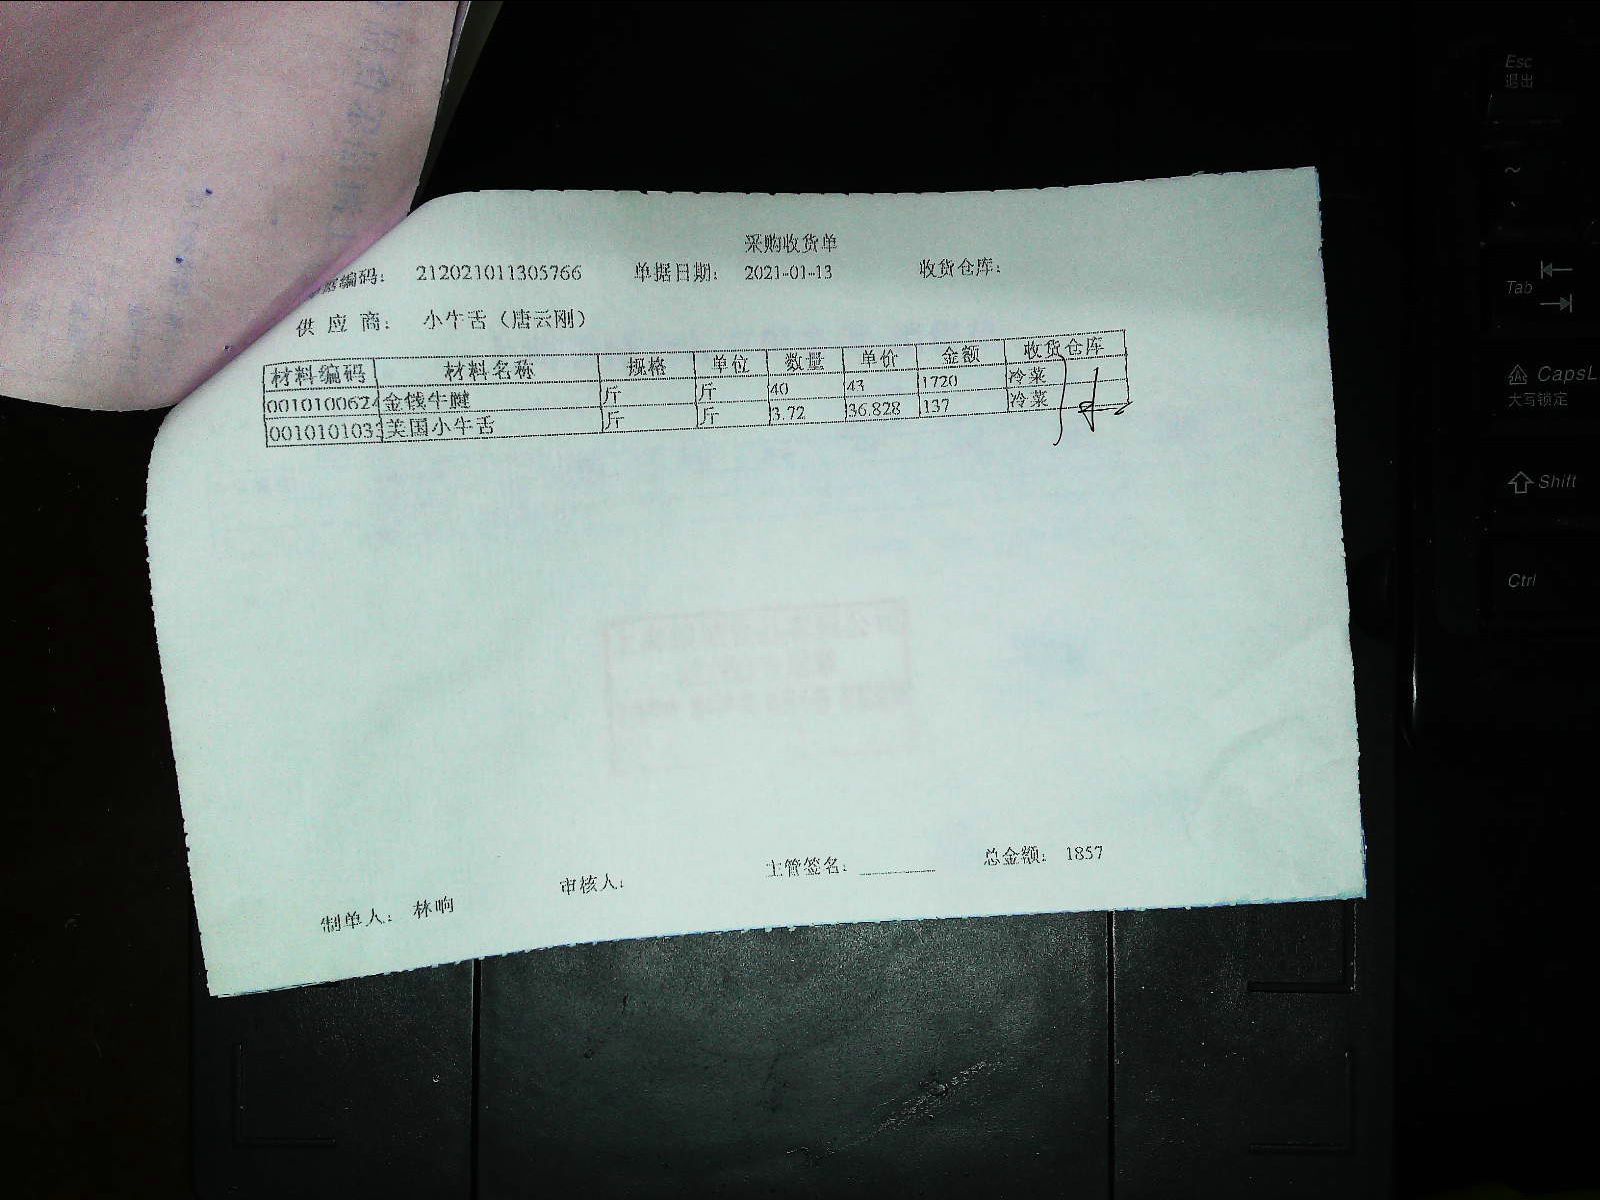 采购收货单
编码： 212021011305766 单据日期： 2021-01-13 收货仓库：
供应商： 小牛舌（唐云刚）
材料编码 材料名称 规格 单位 数量 单价 金额 收货仓库
0010100624 金钱牛腱 斤 斤 40 43 1720 冷菜
0010101033 美国小牛舌 斤 斤 3.72 36.828 137 冷菜
制单人： 林响 审核人： 主管签名： 总金额： 1857
Esc
退出
~
Tab
CapsL
大写锁定
Shift
Ctrl